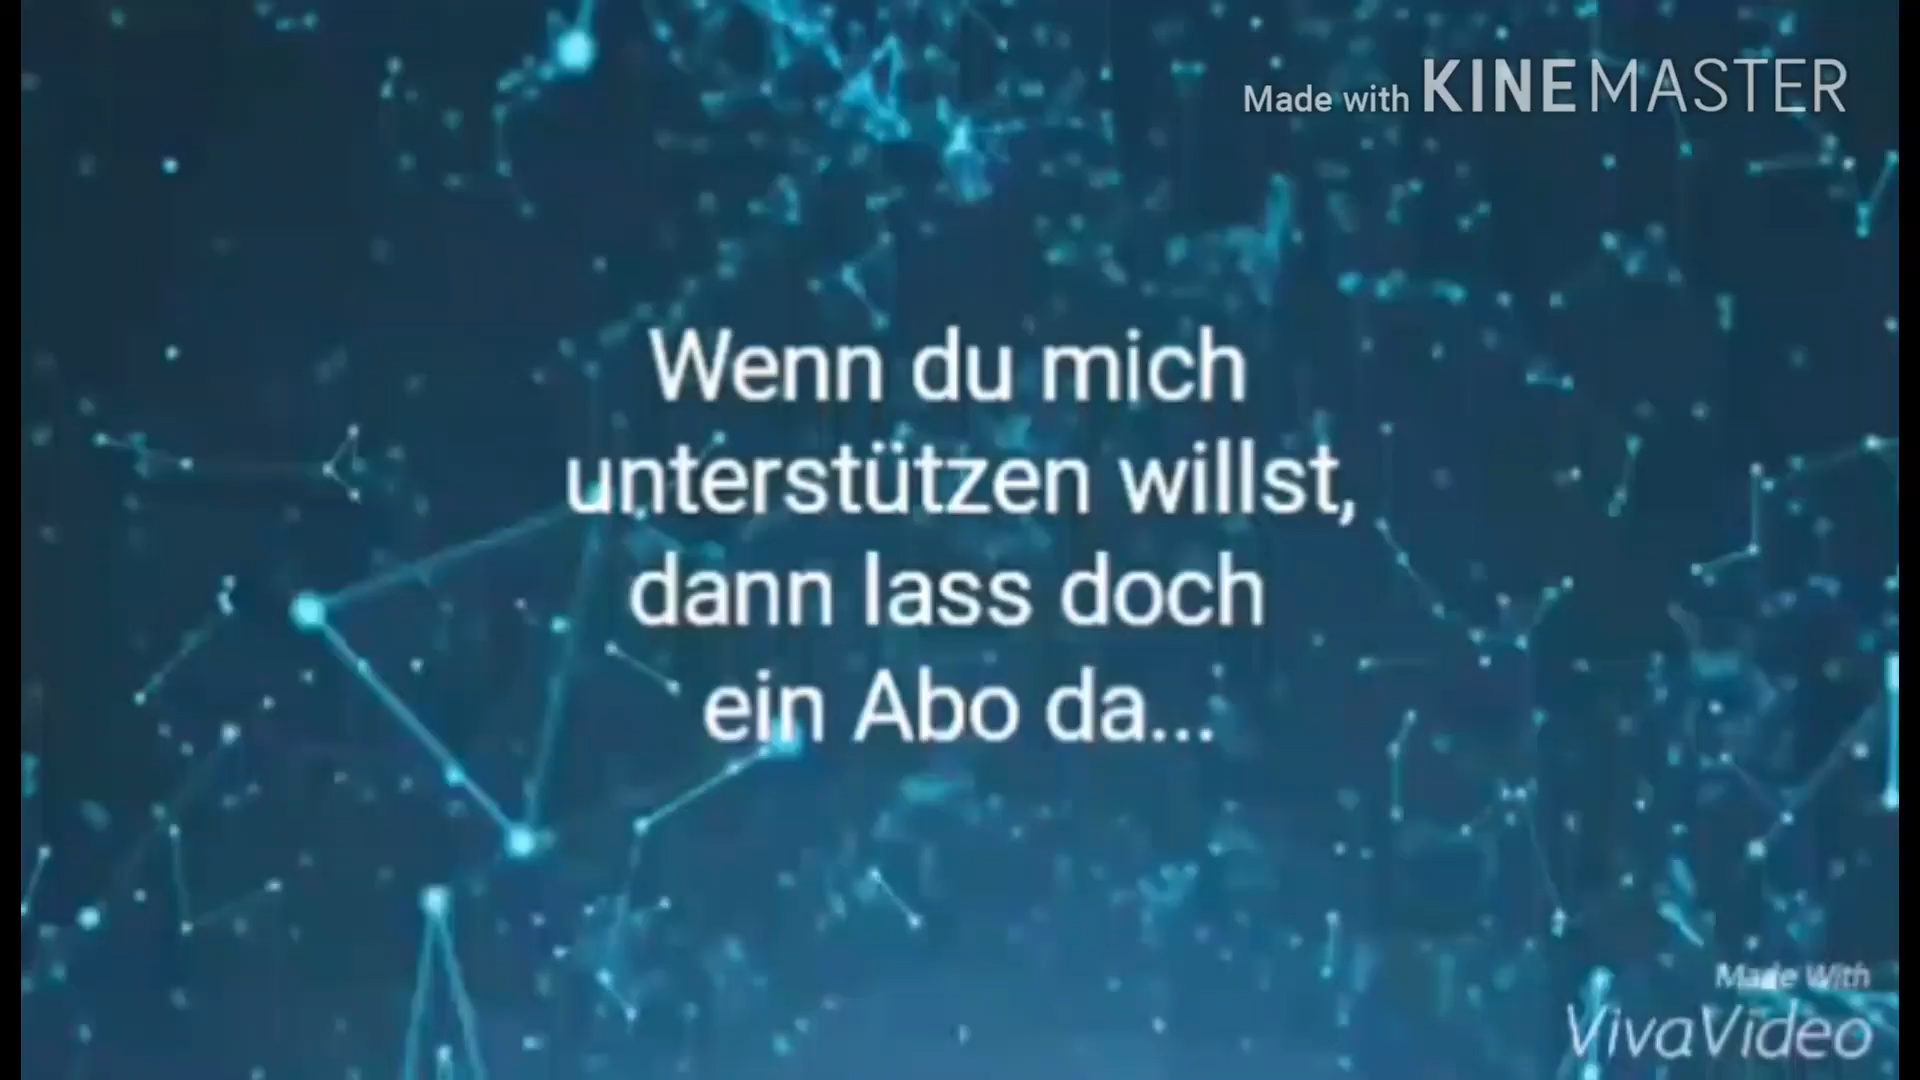 Made with KINEMASTER
Wenn du mich
unterstützen willst,
dann lass doch
ein Abo da...
Made With
VivaVideo